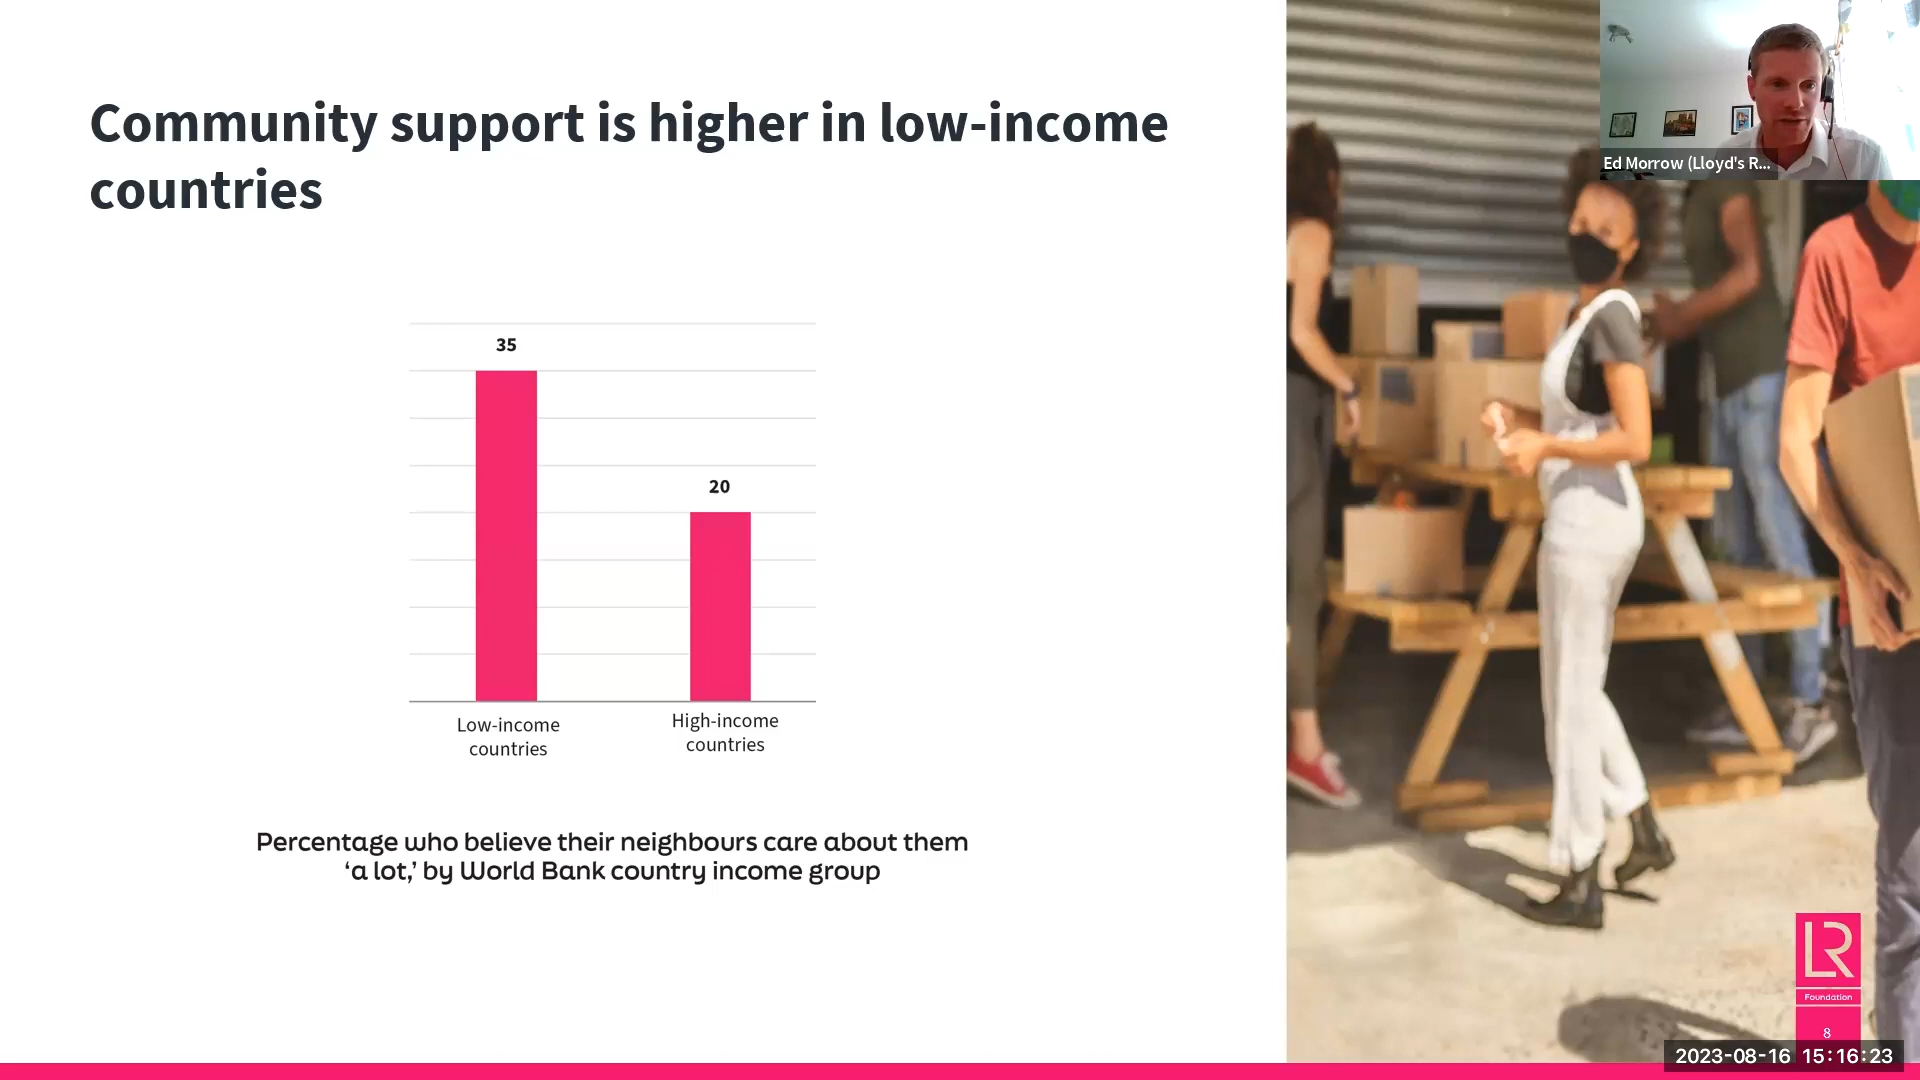 Community support is higher in low-income
countries
35
20
Low-income
countries
High-income
countries
Percentage who believe their neighbours care about them
‘a lot,’ by World Bank country income group
Ed Morrow (Lloyd's R...
LR
Foundation
8
2023-08-16 15:16:23